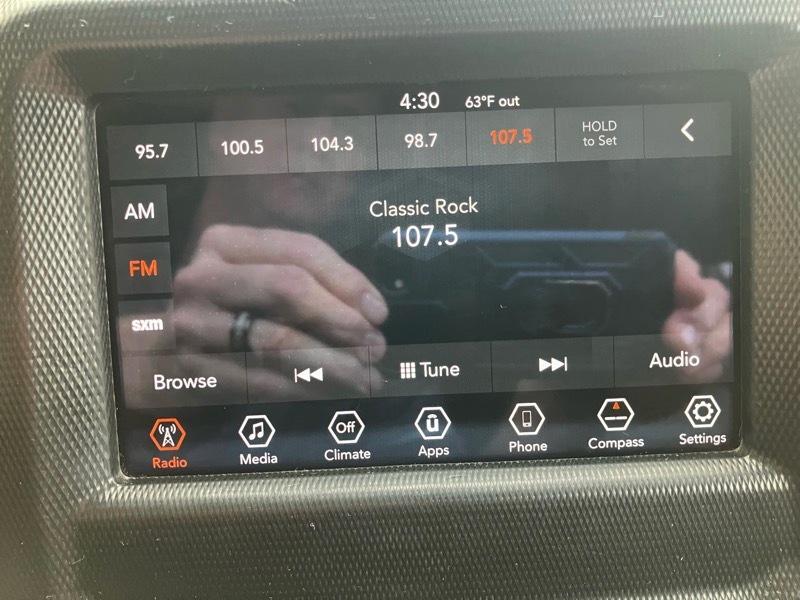 4:30 63°F out
95.7 100.5 104.3 98.7 107.5 HOLD to Set
AM
Classic Rock
107.5
FM
sxm
Browse Tune Audio
Off
Radio Media Climate Apps Phone Compass Settings